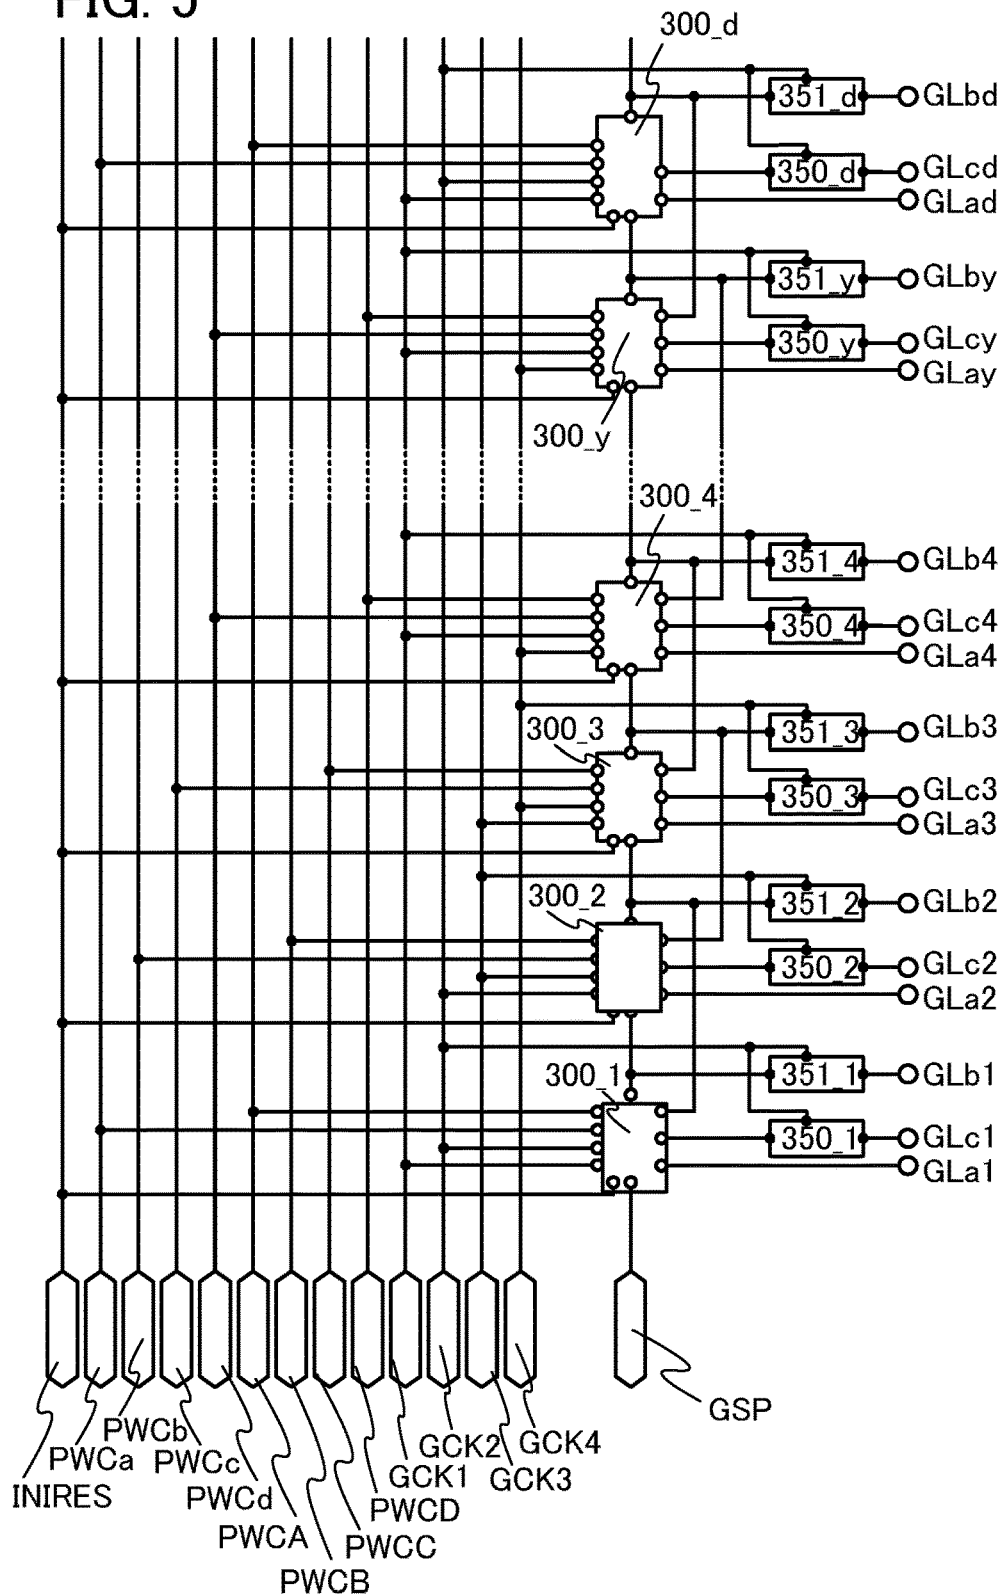 FIG. 5
300_d
351_d GLbd
350_d GLcd
GLad
351_y GLby
350_y GLcy
GLay
300_y
300_4
351_4 GLb4
350_4 GLc4
GLa4
300_3
351_3 GLb3
350_3 GLc3
GLa3
300_2
351_2 GLb2
350_2 GLc2
GLa2
300_1
351_1 GLb1
350_1 GLc1
GLa1
GSP
PWCb
GCK2 GCK4
PWCa PWCc
GCK1 GCK3
INIRES
PWCd
PWCD
PWCA
PWCC
PWCB